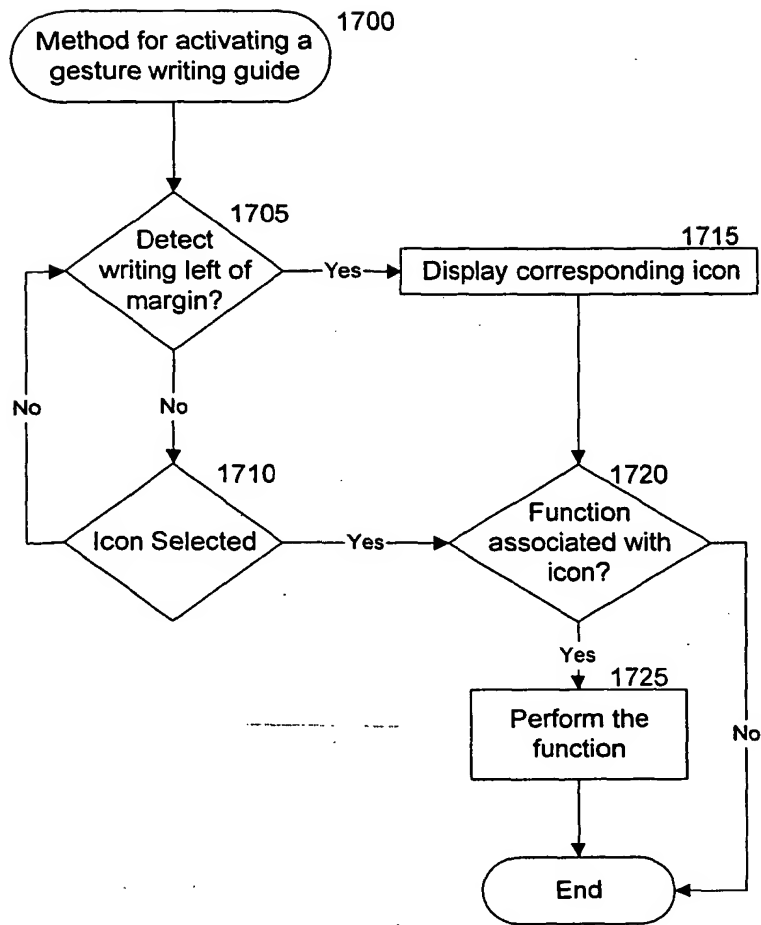 1700
Method for activating a
gesture writing guide
1705
Detect
writing left of
margin?
Yes
1715
Display corresponding icon
No
No
1710
Icon Selected
Yes
1720
Function
associated with
icon?
Yes
1725
Perform the
function
No
End